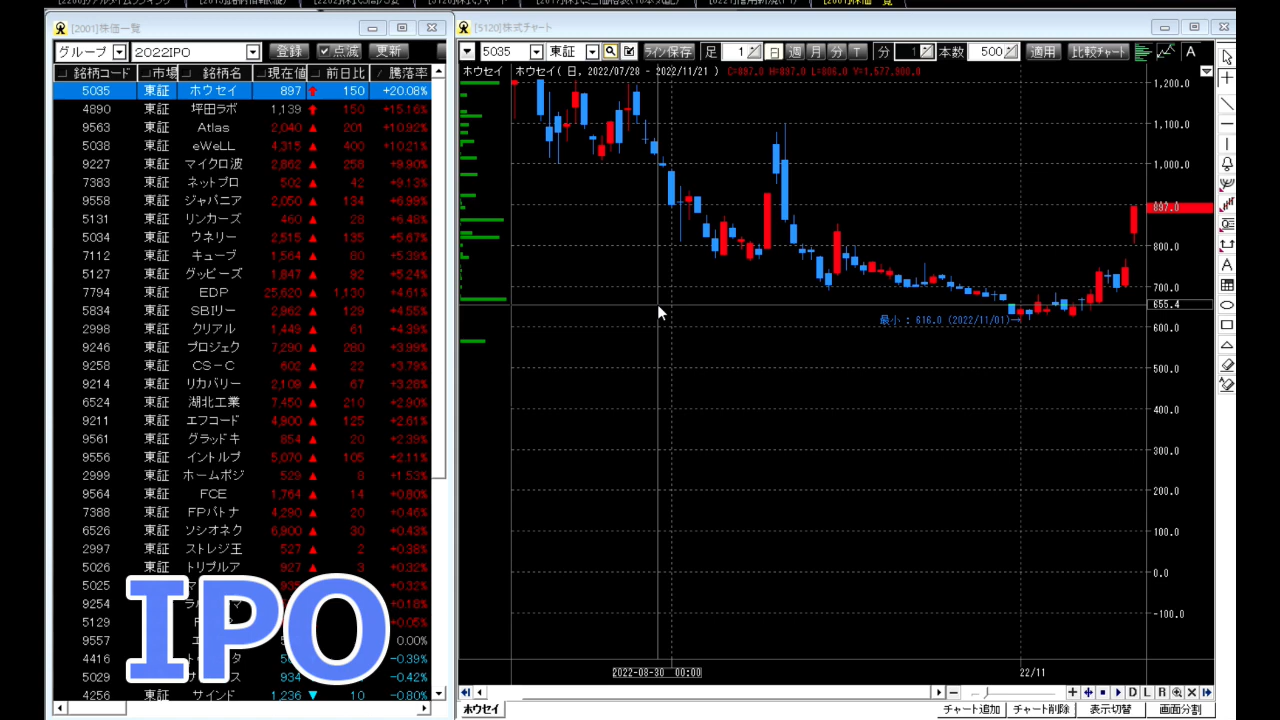 [2001]株価一覧
グループ 2022IPO 登録 点滅 更新
銘柄コード 市場 銘柄名 現在値 前日比 騰落率
5035 東証 ホウセイ 897 150 +20.08%
4890 東証 坪田ラボ 1,139 150 +15.16%
9563 東証 Atlas 2,040 201 +10.92%
5038 東証 eWeLL 4,315 400 +10.21%
9227 東証 マイクロ波 2,862 258 +9.90%
7383 東証 ネットプロ 502 42 +9.13%
9558 東証 ジャパニア 2,050 134 +6.99%
5131 東証 リンカーズ 460 28 +6.48%
5034 東証 ウネリー 2,515 135 +5.67%
7112 東証 キューブ 1,564 80 +5.39%
5127 東証 グッピーズ 1,847 92 +5.24%
7794 東証 EDP 25,620 1,130 +4.61%
5834 東証 SBIリー 2,962 129 +4.55%
2998 東証 クリアル 1,449 61 +4.39%
9246 東証 プロジェク 7,290 280 +3.99%
9258 東証 CS-C 602 22 +3.79%
9214 東証 リカバリー 2,109 67 +3.28%
6524 東証 湖北工業 7,450 210 +2.90%
9211 東証 エフコード 4,900 125 +2.61%
9561 東証 グラッドキ 854 20 +2.39%
9556 東証 イントループ 5,070 105 +2.11%
2999 東証 ホームポジ 529 8 +1.53%
9564 東証 FCE 1,764 14 +0.80%
7388 東証 FPパトナ 4,290 20 +0.46%
6526 東証 ソシオネク 6,900 30 +0.43%
2997 東証 ストレジ王 527 2 +0.38%
5026 東証 トリプルア 927 3 +0.32%
5025 東証 935 +0.32%
9254 東証 +0.18%
5129 +0.05%
9557 東証 0.00%
4416 東証 -0.39%
5029 東証 934 -0.42%
4256 東証 サインド 1,236 10 -0.80%
IPO
[5120]株式チャート
5035 東証 ライン保存 足 1 日 週 月 分 T 分 1 本数 500 適用 比較チャート A
ホウセイ ホウセイ( 日, 2022/07/28 - 2022/11/21 ) C=897.0 H=897.0 L=806.0 V=1,577,900.0
1,200.0
1,100.0
1,000.0
897.0
800.0
700.0
655.4
最小 : 616.0 (2022/11/01)→
600.0
500.0
400.0
300.0
200.0
100.0
0.0
-100.0
2022-08-30 00:00 22/11
D L R
ホウセイ チャート追加 チャート削除 表示切替 画面分割